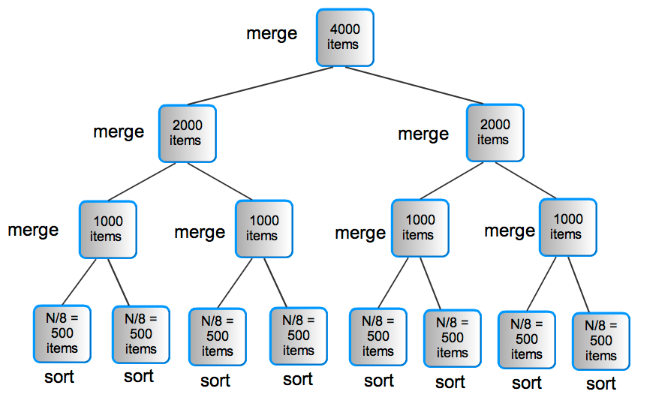 merge
4000
items
merge
2000
items
merge
2000
items
merge
1000
items
merge
1000
items
merge
1000
items
merge
1000
items
N/8 =
500
items
N/8 =
500
items
N/8 =
500
items
N/8 =
500
items
N/8 =
500
items
N/8 =
500
items
N/8 =
500
items
N/8 =
500
items
sort
sort
sort
sort
sort
sort
sort
sort